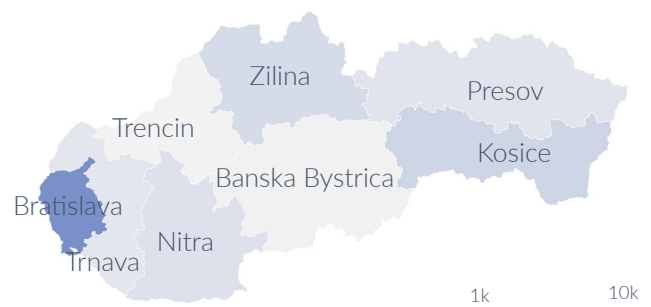 Zilina
Presov
Trencin
Kosice
Banska Bystrica
Bratislava
Nitra
Trnava
1k
10k